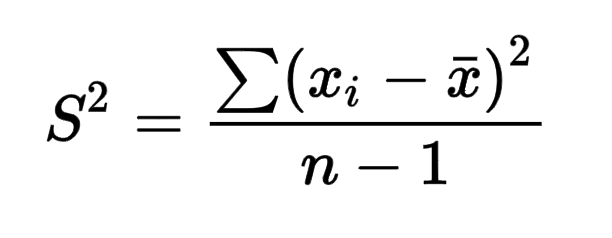 S² = ∑(xᵢ − x̄)² / (n − 1)